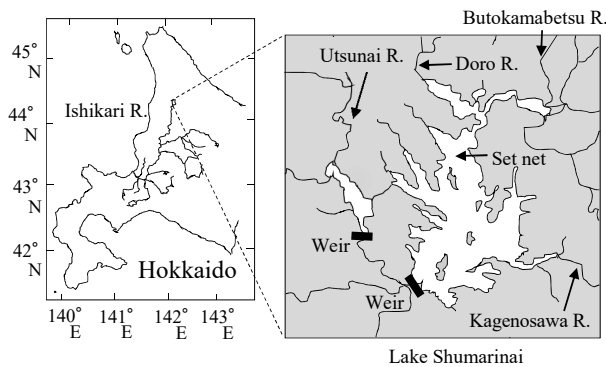 45°
N
44°
N
43°
N
42°
N
140°
E
141°
E
142°
E
143°
E
Ishikari R.
Hokkaido
Butokamabetsu R.
Utsunai R.
Doro R.
Set net
Weir
Weir
Kagenosawa R.
Lake Shumarinai